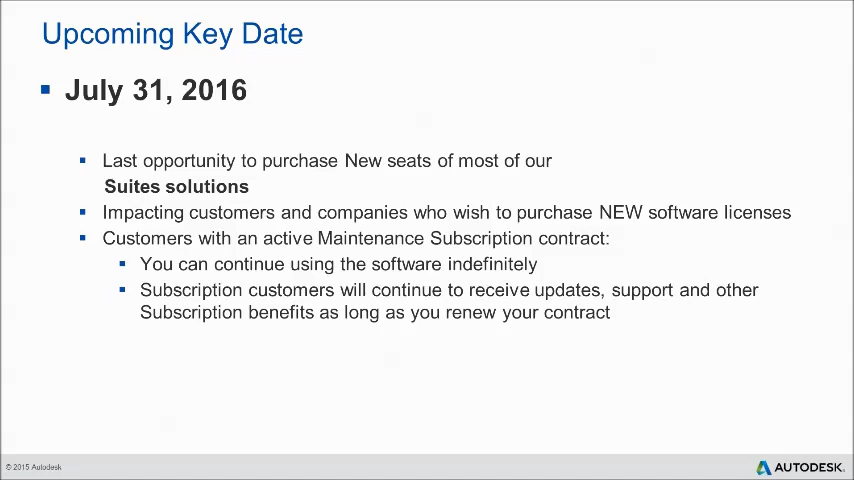 Upcoming Key Date
▪ July 31, 2016
▪ Last opportunity to purchase New seats of most of our
Suites solutions
▪ Impacting customers and companies who wish to purchase NEW software licenses
▪ Customers with an active Maintenance Subscription contract:
▪ You can continue using the software indefinitely
▪ Subscription customers will continue to receive updates, support and other
Subscription benefits as long as you renew your contract
© 2015 Autodesk
AUTODESK.